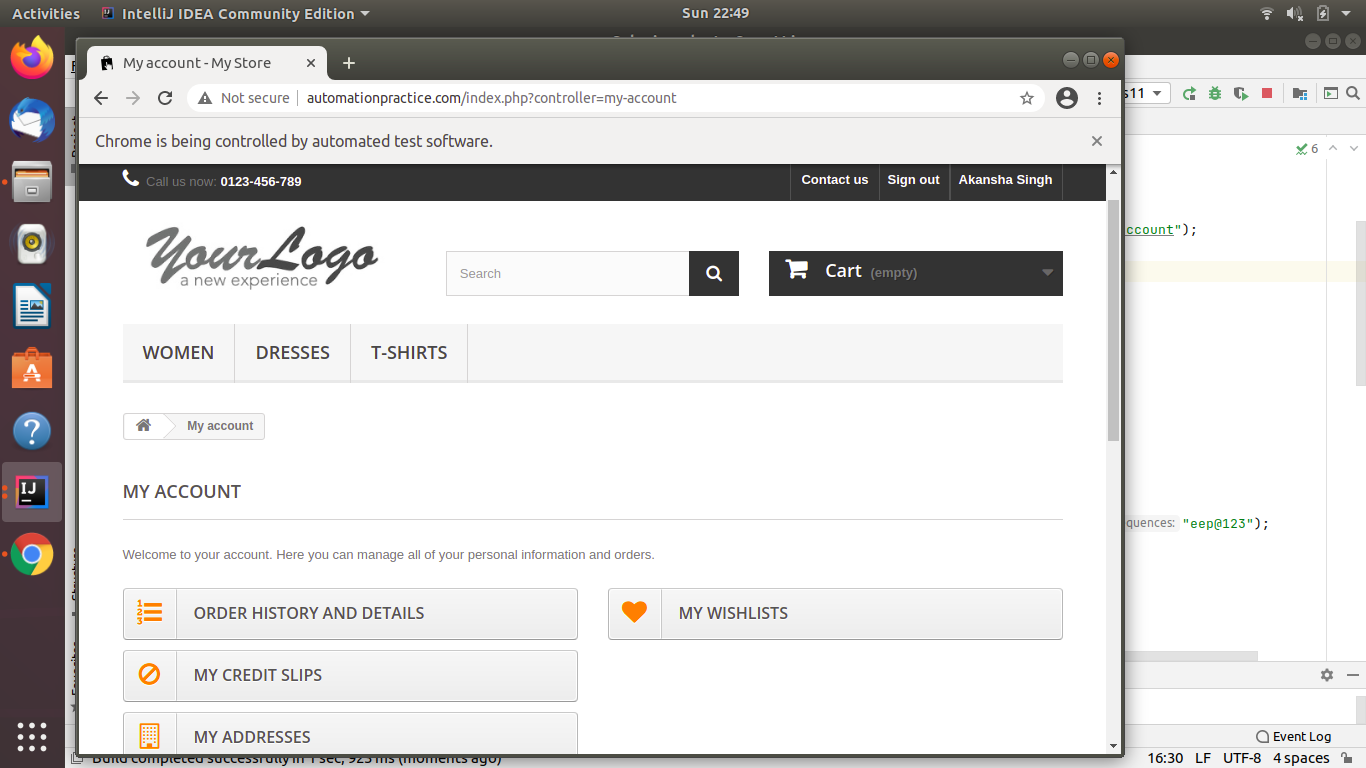 Activities IntelliJ IDEA Community Edition Sun 22:49
My account - My Store
Not secure automationpractice.com/index.php?controller=my-account
Chrome is being controlled by automated test software.
6
Call us now: 0123-456-789 Contact us Sign out Akansha Singh
ccount");
YourLogo
a new experience
Search
Cart (empty)
WOMEN DRESSES T-SHIRTS
My account
MY ACCOUNT
quences: "eep@123");
Welcome to your account. Here you can manage all of your personal information and orders.
ORDER HISTORY AND DETAILS
MY WISHLISTS
MY CREDIT SLIPS
MY ADDRESSES
Event Log
Build completed successfully in 1 sec, 923 ms (moments ago)
16:30 LF UTF-8 4 spaces